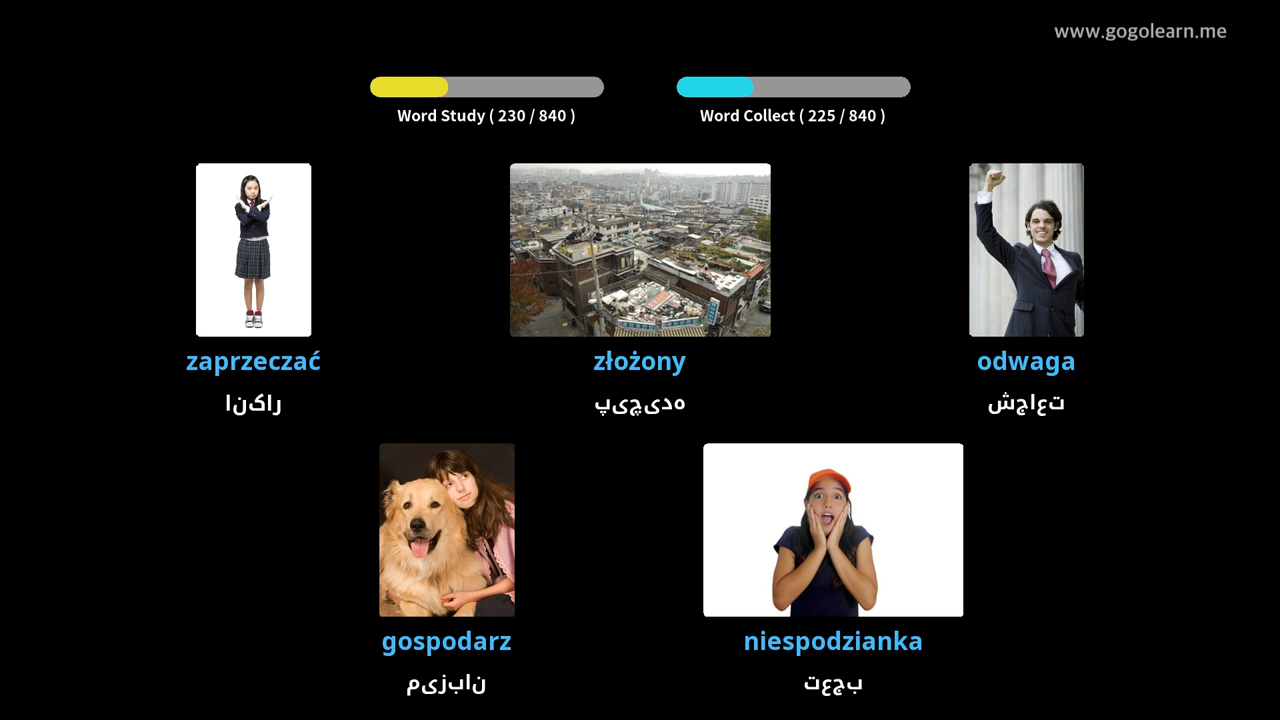 www.gogolearn.me
Word Study ( 230 / 840 )
Word Collect ( 225 / 840 )
zaprzeczać
انکار
złożony
پیچیده
odwaga
شجاعت
gospodarz
میزبان
niespodzianka
تعجب